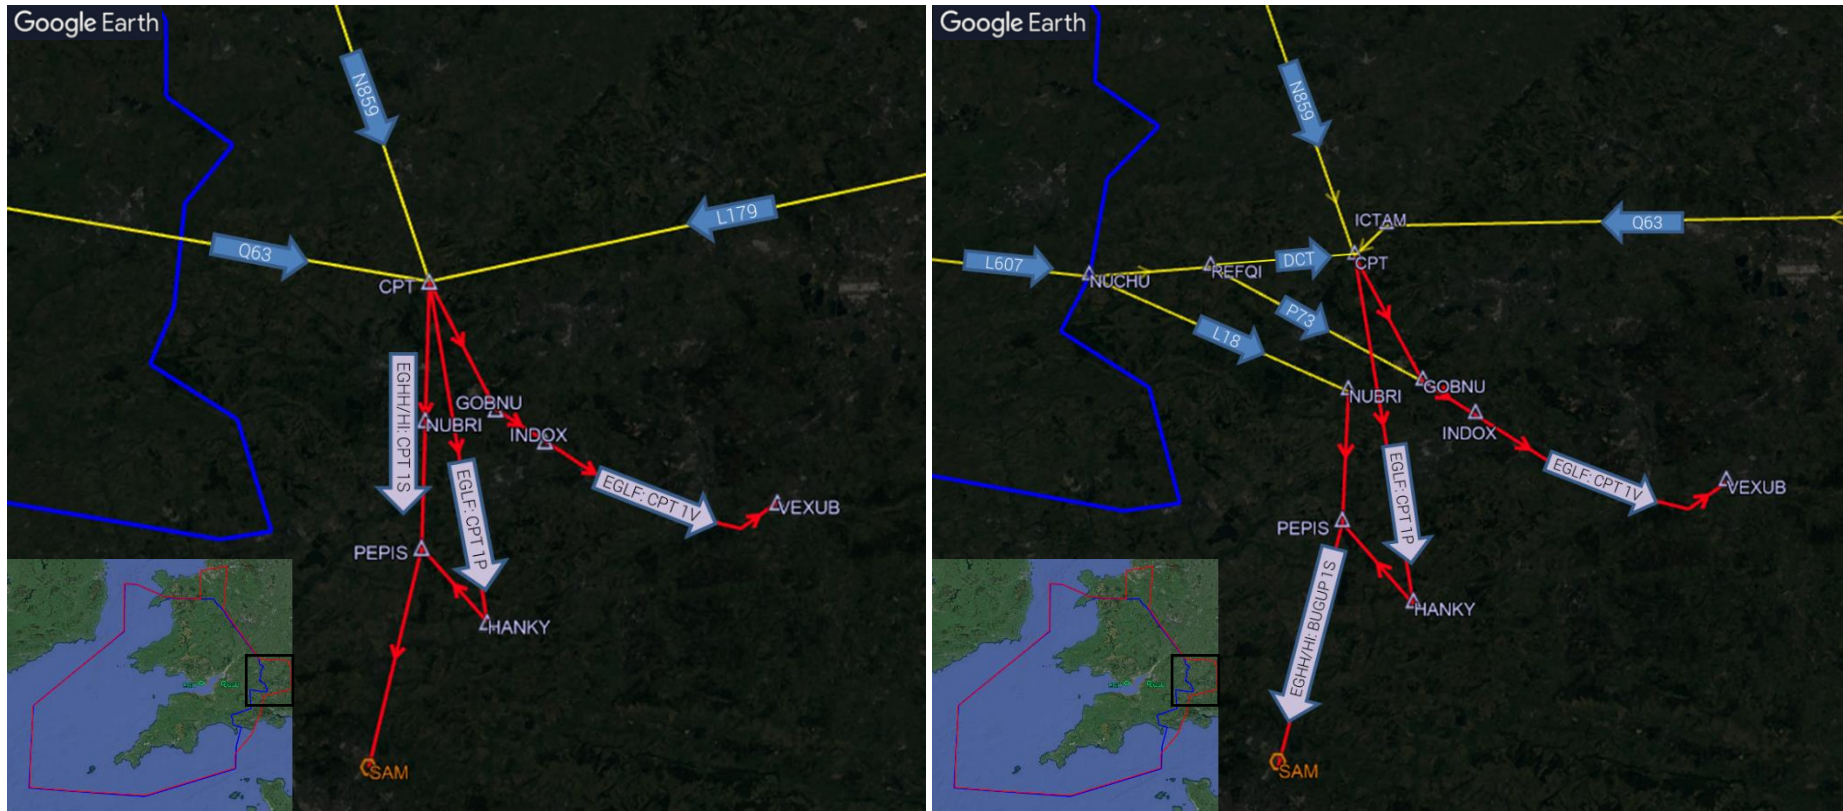 Google Earth
N859
L179
Q63
CPT
EGHH/HI: CPT 1S
GOBNU
NUBRI
INDOX
EGLF: CPT 1P
EGLF: CPT 1V
VEXUB
PEPIS
HANKY
SAM
Google Earth
N859
ICTAM
Q63
L607
DCT
CPT
NUCHU
REFQI
P73
L18
NUBRI
GOBNU
INDOX
EGLF: CPT 1P
EGLF: CPT 1V
VEXUB
PEPIS
EGHH/HI: BUGUP 1S
HANKY
SAM